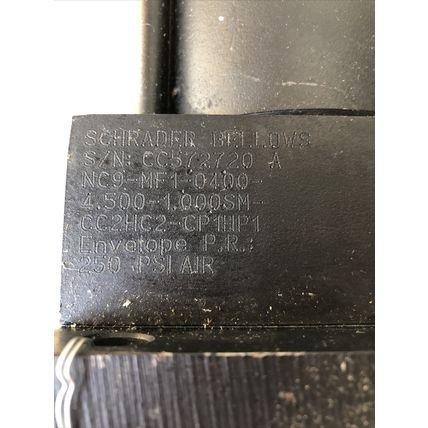 SCHRADER BELLOWS
S/N: CC572720 A
NC9-MF1-0400-
4.500-1.000SM-
CC2HC2-CP1HP1
Envelope P.R.:
250 PSI AIR